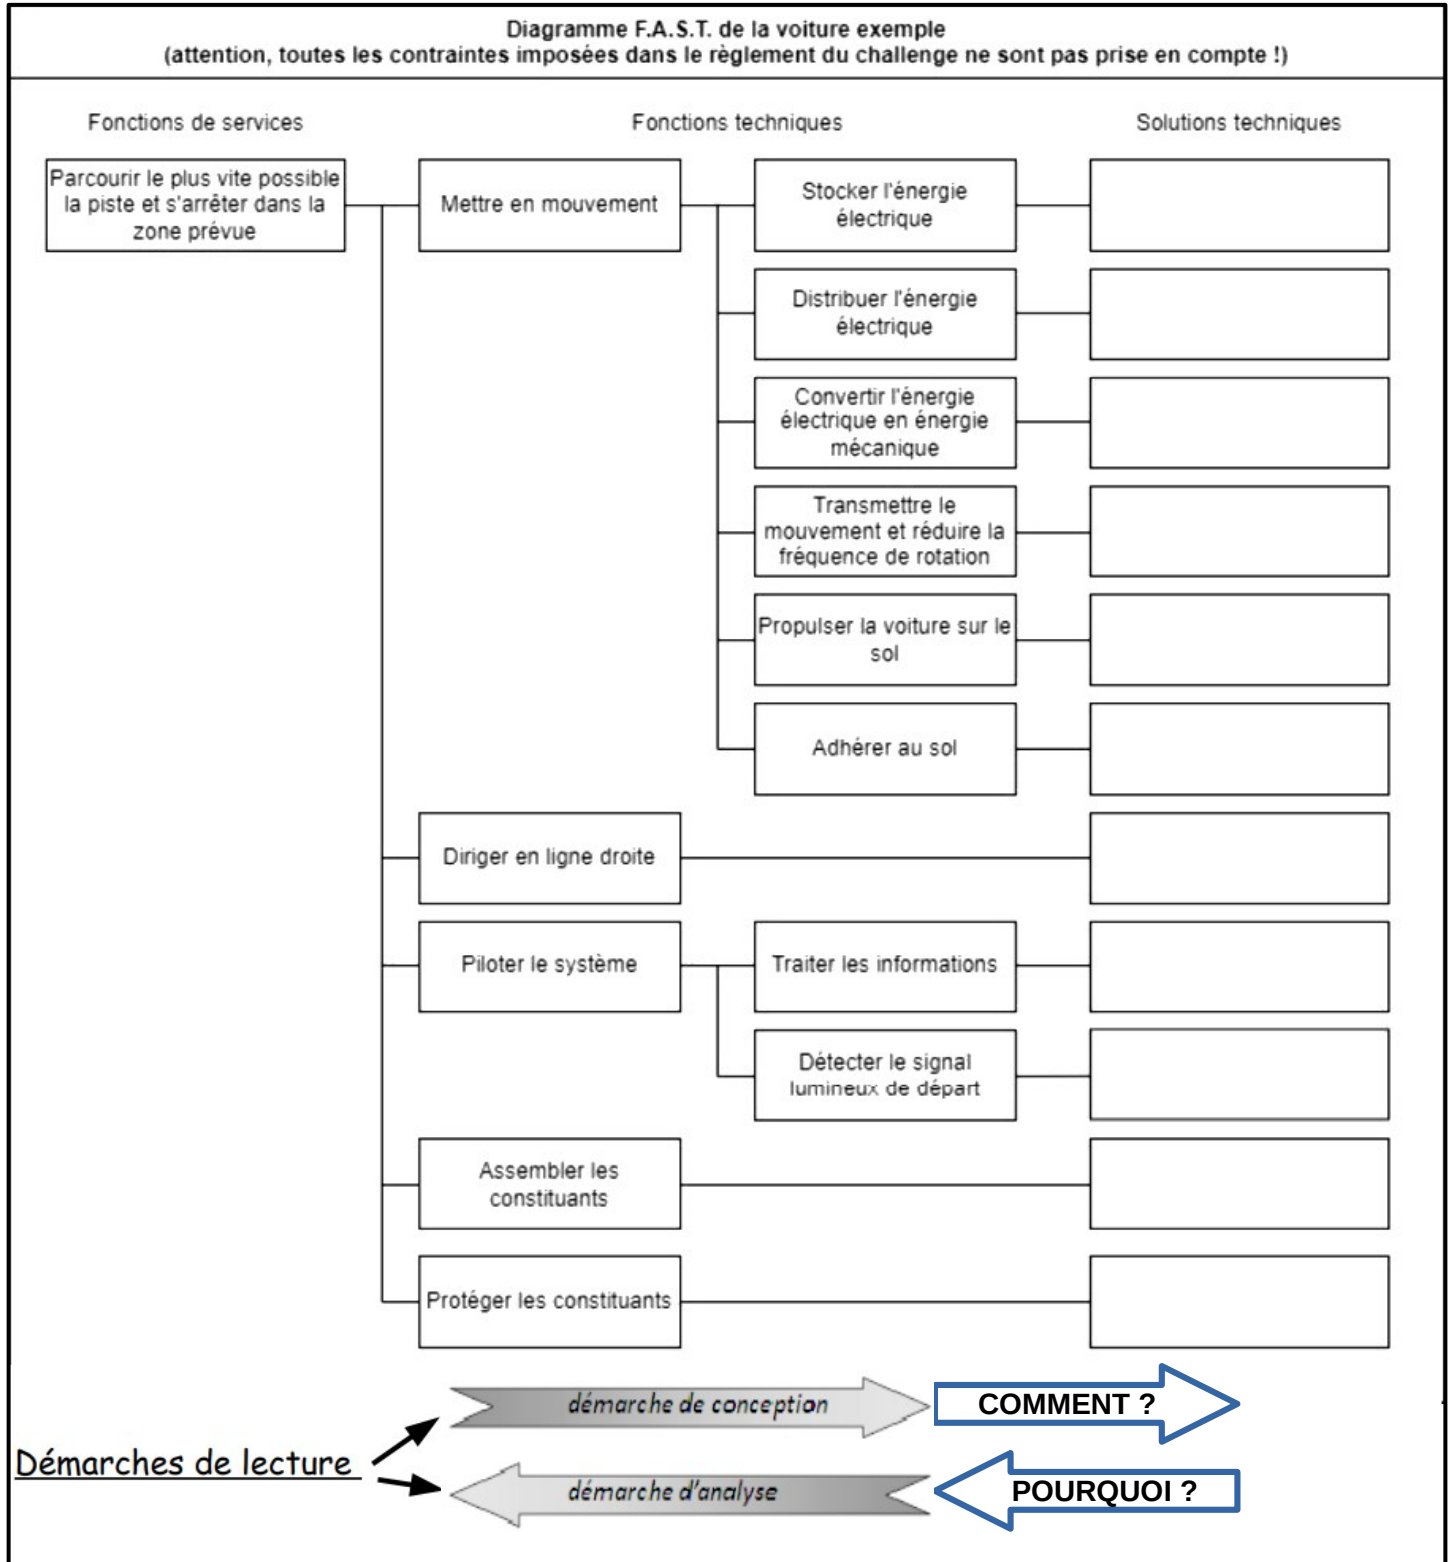 Diagramme F.A.S.T. de la voiture exemple
(attention, toutes les contraintes imposées dans le règlement du challenge ne sont pas prise en compte !)
Fonctions de services
Fonctions techniques
Solutions techniques
Parcourir le plus vite possible
la piste et s'arrêter dans la
zone prévue
Mettre en mouvement
Stocker l'énergie
électrique
Distribuer l'énergie
électrique
Convertir l'énergie
électrique en énergie
mécanique
Transmettre le
mouvement et réduire la
fréquence de rotation
Propulser la voiture sur le
sol
Adhérer au sol
Diriger en ligne droite
Piloter le système
Traiter les informations
Détecter le signal
lumineux de départ
Assembler les
constituants
Protéger les constituants
démarche de conception
COMMENT ?
Démarches de lecture
démarche d'analyse
POURQUOI ?